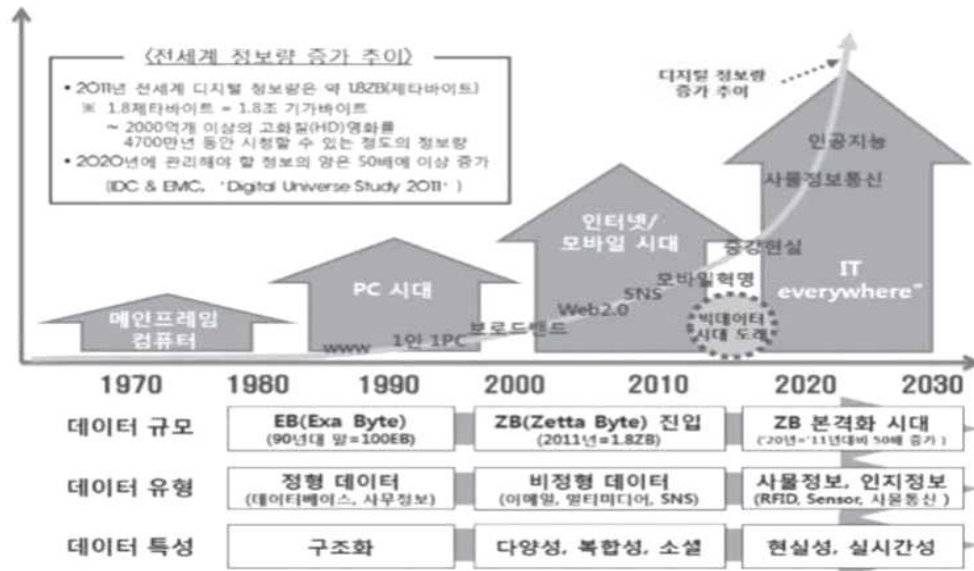 〈전세계 정보량 증가 추이〉
• 2011년 전세계 디지털 정보량은 약 1.8ZB(제타바이트)
※ 1.8제타바이트 = 1.8조 기가바이트
~ 2000억개 이상의 고화질(HD)영화를
4700만년 동안 시청할 수 있는 정도의 정보량
• 2020년에 관리해야 할 정보의 양은 50배에 이상 증가
(IDC & EMC, 'Digital Universe Study 2011')
디지털 정보량
증가 추이
메인프레임
컴퓨터
PC 시대
인터넷/
모바일 시대
IT
everywhere"
www
1인 1PC
보로드밴드
Web2.0
SNS
모바일혁명
증강현실
사물정보통신
인공지능
빅데이터
시대 도래
1970 1980 1990 2000 2010 2020 2030
데이터 규모
EB(Exa Byte)
(90년대 말=100EB)
ZB(Zetta Byte) 진입
(2011년=1.8ZB)
ZB 본격화 시대
('20년='11년대비 50배 증가)
데이터 유형
정형 데이터
(데이터베이스, 사무정보)
비정형 데이터
(이메일, 멀티미디어, SNS)
사물정보, 인지정보
(RFID, Sensor, 사물통신)
데이터 특성
구조화
다양성, 복합성, 소셜
현실성, 실시간성